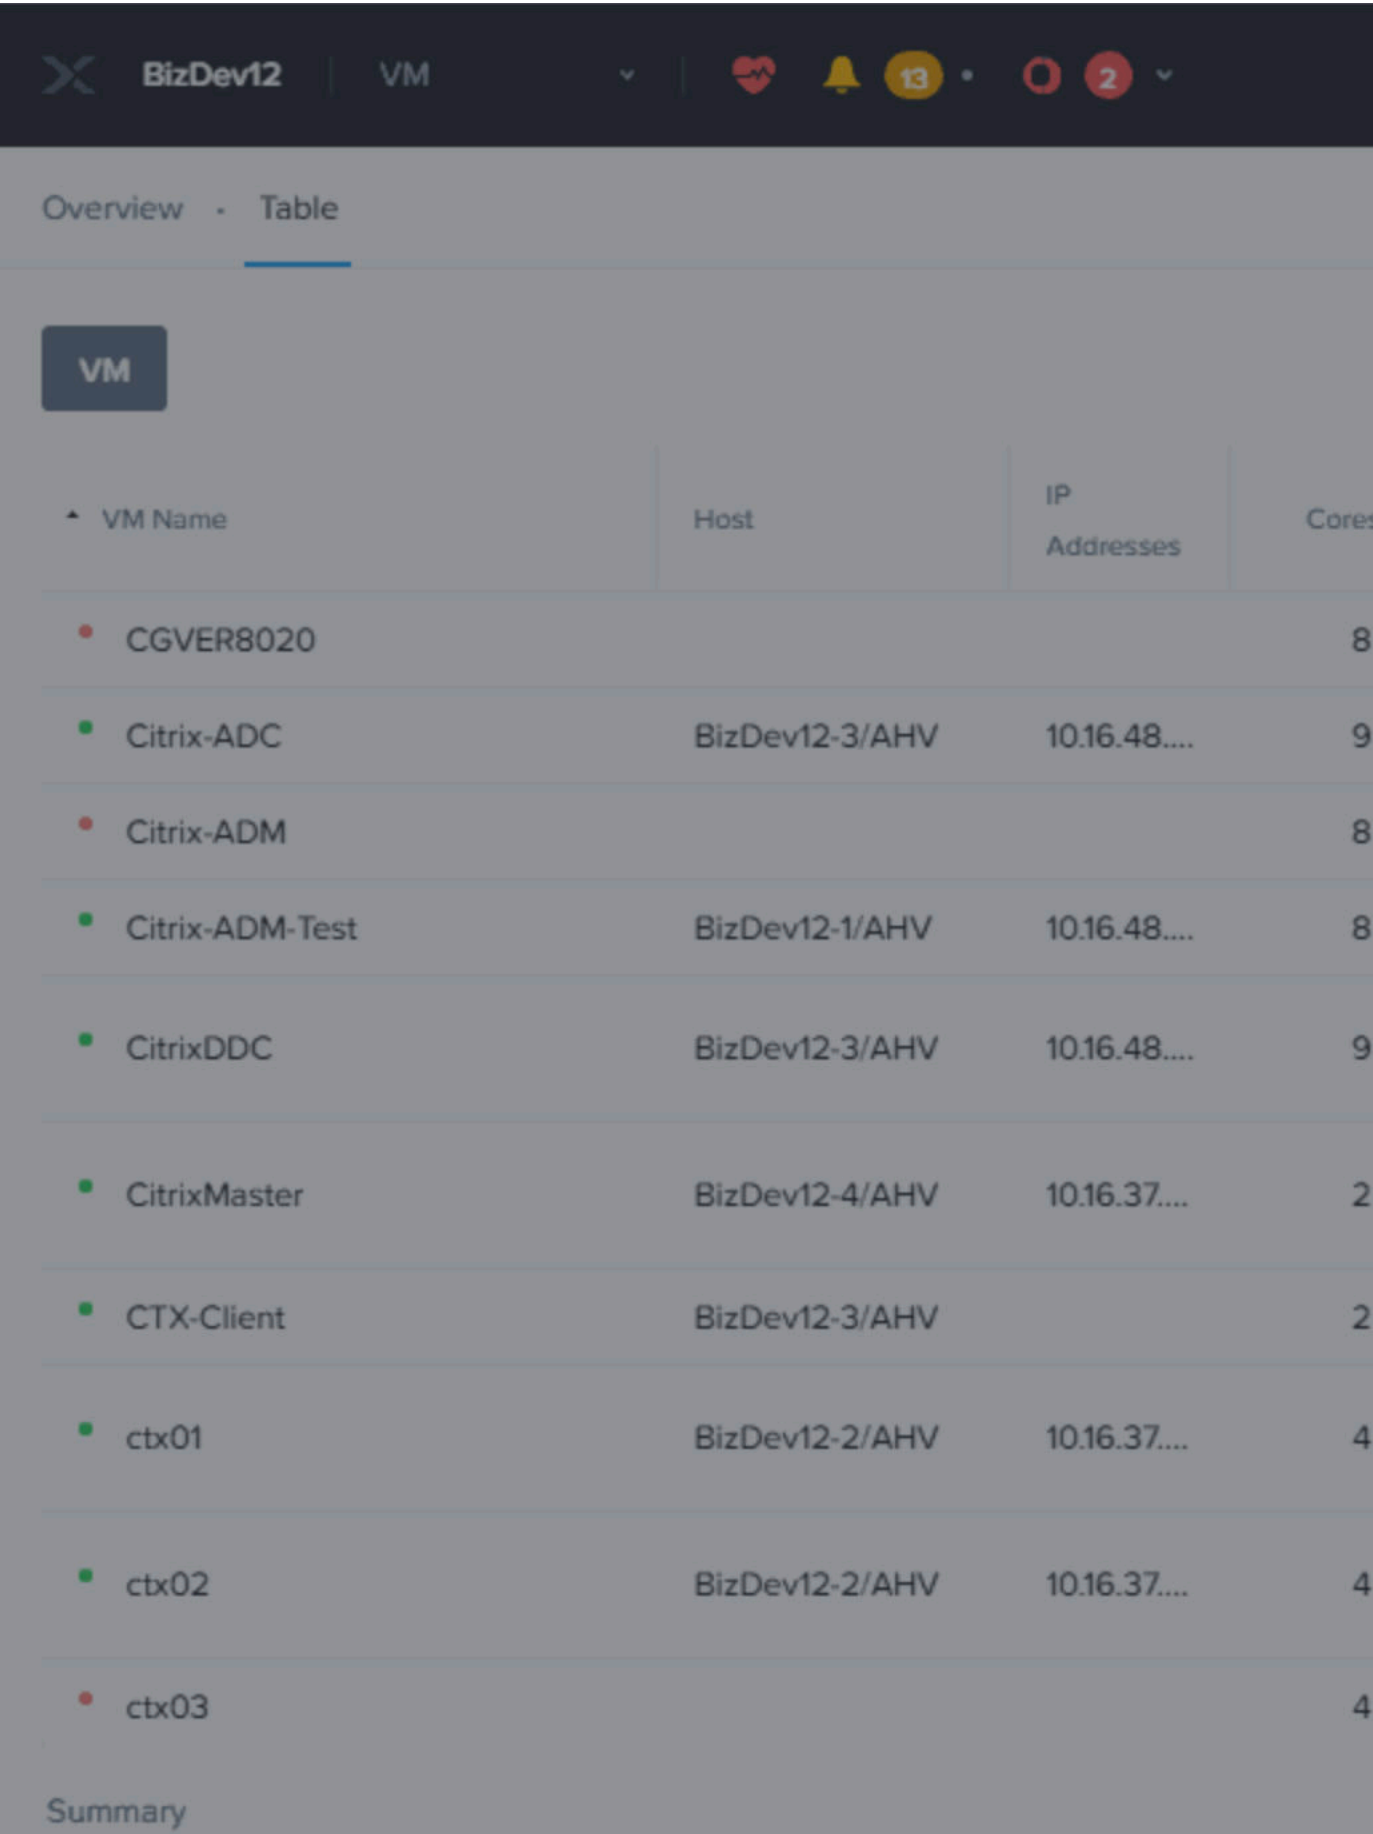 BizDev12 VM 13 2
Overview Table
VM
VM Name Host IP Addresses Cores
CGVER8020 8
Citrix-ADC BizDev12-3/AHV 10.16.48.... 9
Citrix-ADM 8
Citrix-ADM-Test BizDev12-1/AHV 10.16.48.... 8
CitrixDDC BizDev12-3/AHV 10.16.48.... 9
CitrixMaster BizDev12-4/AHV 10.16.37.... 2
CTX-Client BizDev12-3/AHV 2
ctx01 BizDev12-2/AHV 10.16.37.... 4
ctx02 BizDev12-2/AHV 10.16.37.... 4
ctx03 4
Summary